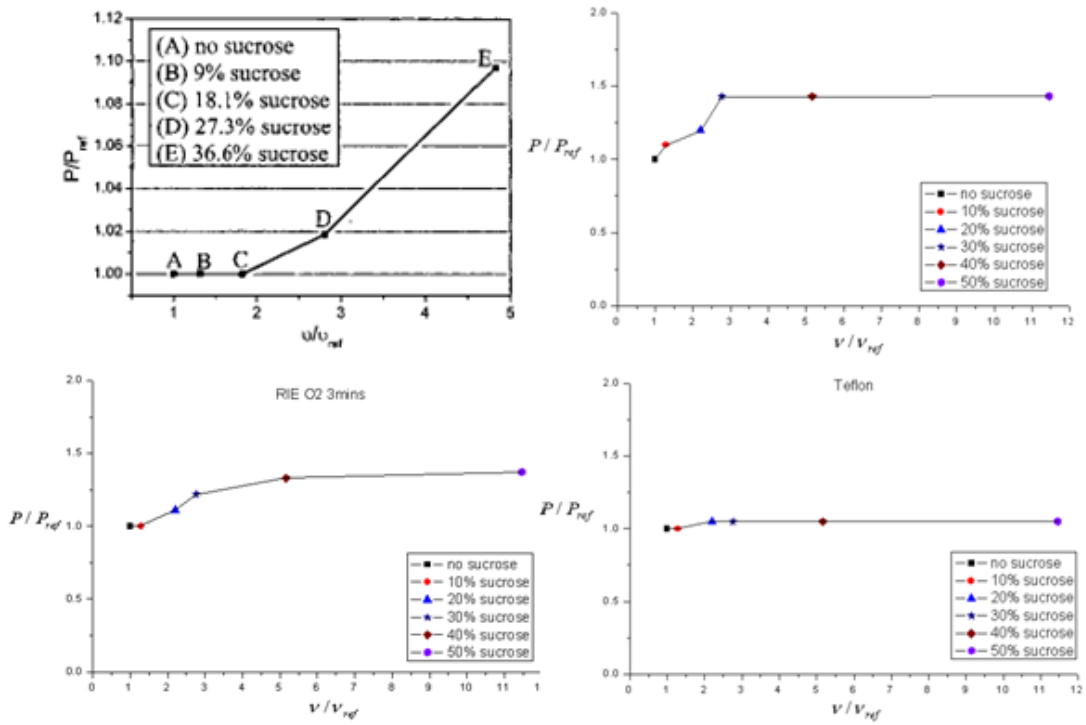 1.12
1.10
1.08
1.06
1.04
1.02
1.00
P/P_ref
(A) no sucrose
(B) 9% sucrose
(C) 18.1% sucrose
(D) 27.3% sucrose
(E) 36.6% sucrose
A B C D E
1 2 3 4 5
υ/υ_ref
2.0
1.5
1.0
0.5
0.0
P / P_ref
no sucrose
10% sucrose
20% sucrose
30% sucrose
40% sucrose
50% sucrose
0 1 2 3 4 5 6 7 8 9 10 11 12
ν / ν_ref
RIE O2 3mins
2.0
1.5
1.0
0.5
0.0
P / P_ref
no sucrose
10% sucrose
20% sucrose
30% sucrose
40% sucrose
50% sucrose
0 1 2 3 4 5 6 7 8 9 10 11 1
ν / ν_ref
Teflon
2.0
1.5
1.0
0.5
0.0
P / P_ref
no sucrose
10% sucrose
20% sucrose
30% sucrose
40% sucrose
50% sucrose
0 1 2 3 4 5 6 7 8 9 10 11 12
ν / ν_ref